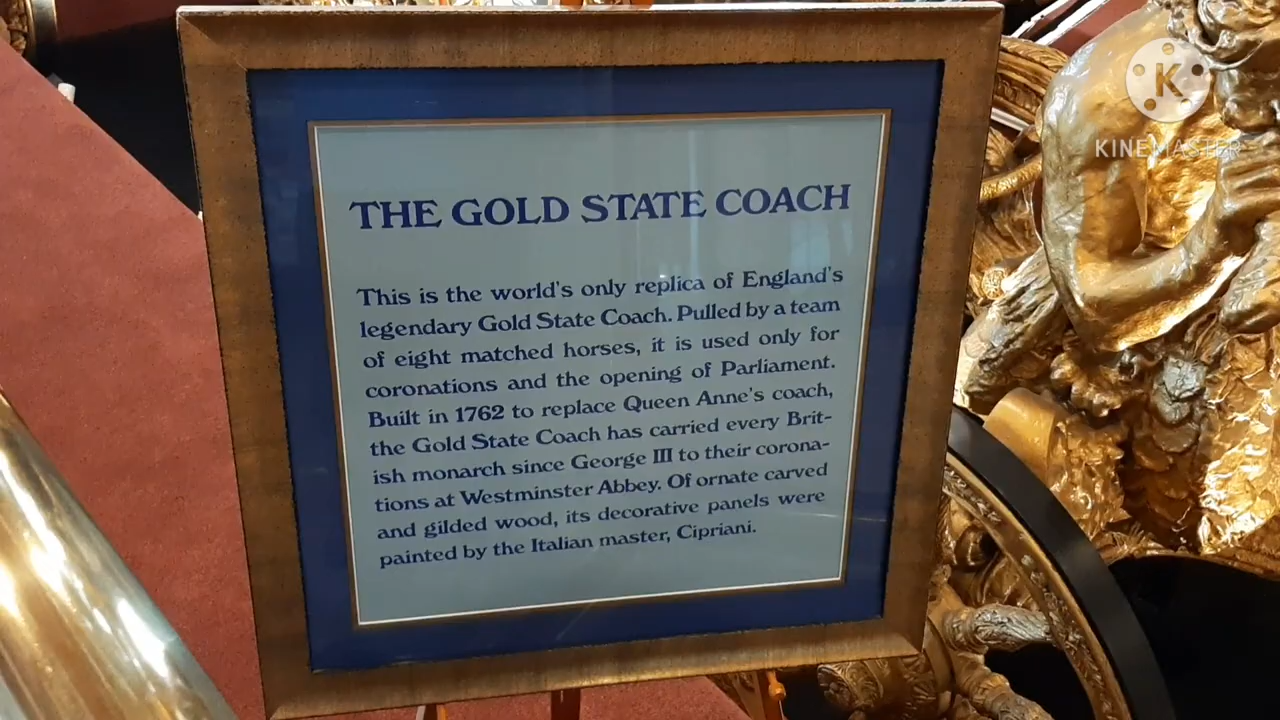 THE GOLD STATE COACH
This is the world's only replica of England's
legendary Gold State Coach. Pulled by a team
of eight matched horses, it is used only for
coronations and the opening of Parliament.
Built in 1762 to replace Queen Anne's coach,
the Gold State Coach has carried every Brit-
ish monarch since George III to their corona-
tions at Westminster Abbey. Of ornate carved
and gilded wood, its decorative panels were
painted by the Italian master, Cipriani.
K
KINEMASTER